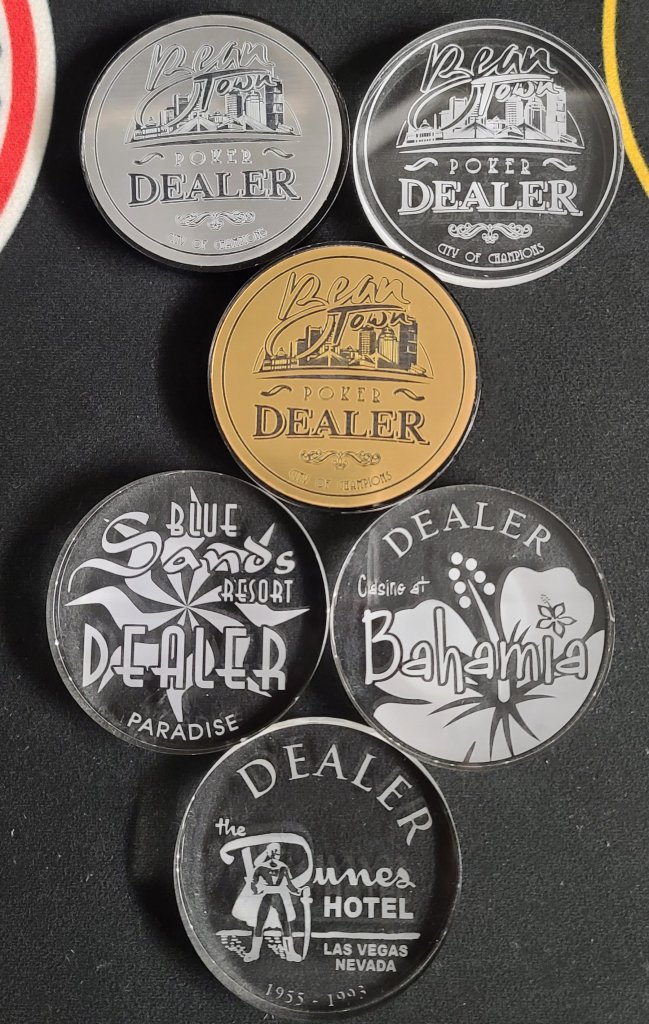 Bean
Town
POKER
DEALER
CITY OF CHAMPIONS
Bean
Town
POKER
DEALER
CITY OF CHAMPIONS
Bean
Town
POKER
DEALER
CITY OF CHAMPIONS
BLUE
Sands
RESORT
DEALER
PARADISE
DEALER
Casino at
Bahamia
DEALER
the
Dunes
HOTEL
LAS VEGAS
NEVADA
1955 - 1993